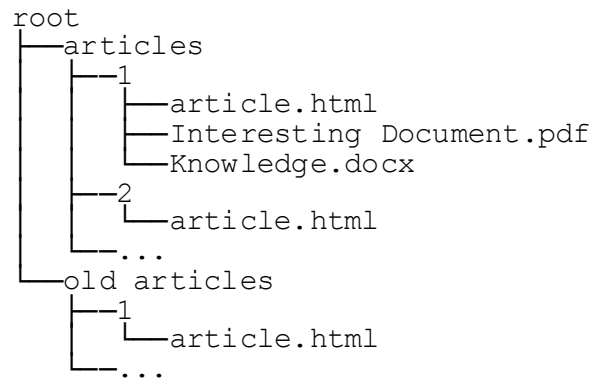 root
articles
1
article.html
Interesting Document.pdf
Knowledge.docx
2
article.html
...
old articles
1
article.html
...